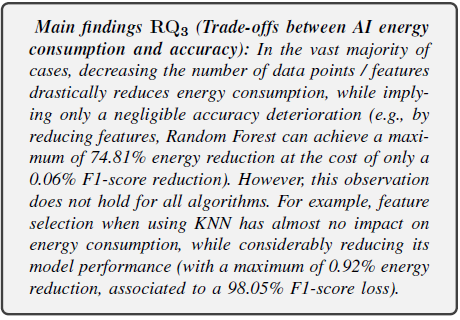 Main findings RQ3 (Trade-offs between AI energy
consumption and accuracy): In the vast majority of
cases, decreasing the number of data points / features
drastically reduces energy consumption, while imply-
ing only a negligible accuracy deterioration (e.g., by
reducing features, Random Forest can achieve a maxi-
mum of 74.81% energy reduction at the cost of only a
0.06% F1-score reduction). However, this observation
does not hold for all algorithms. For example, feature
selection when using KNN has almost no impact on
energy consumption, while considerably reducing its
model performance (with a maximum of 0.92% energy
reduction, associated to a 98.05% F1-score loss).